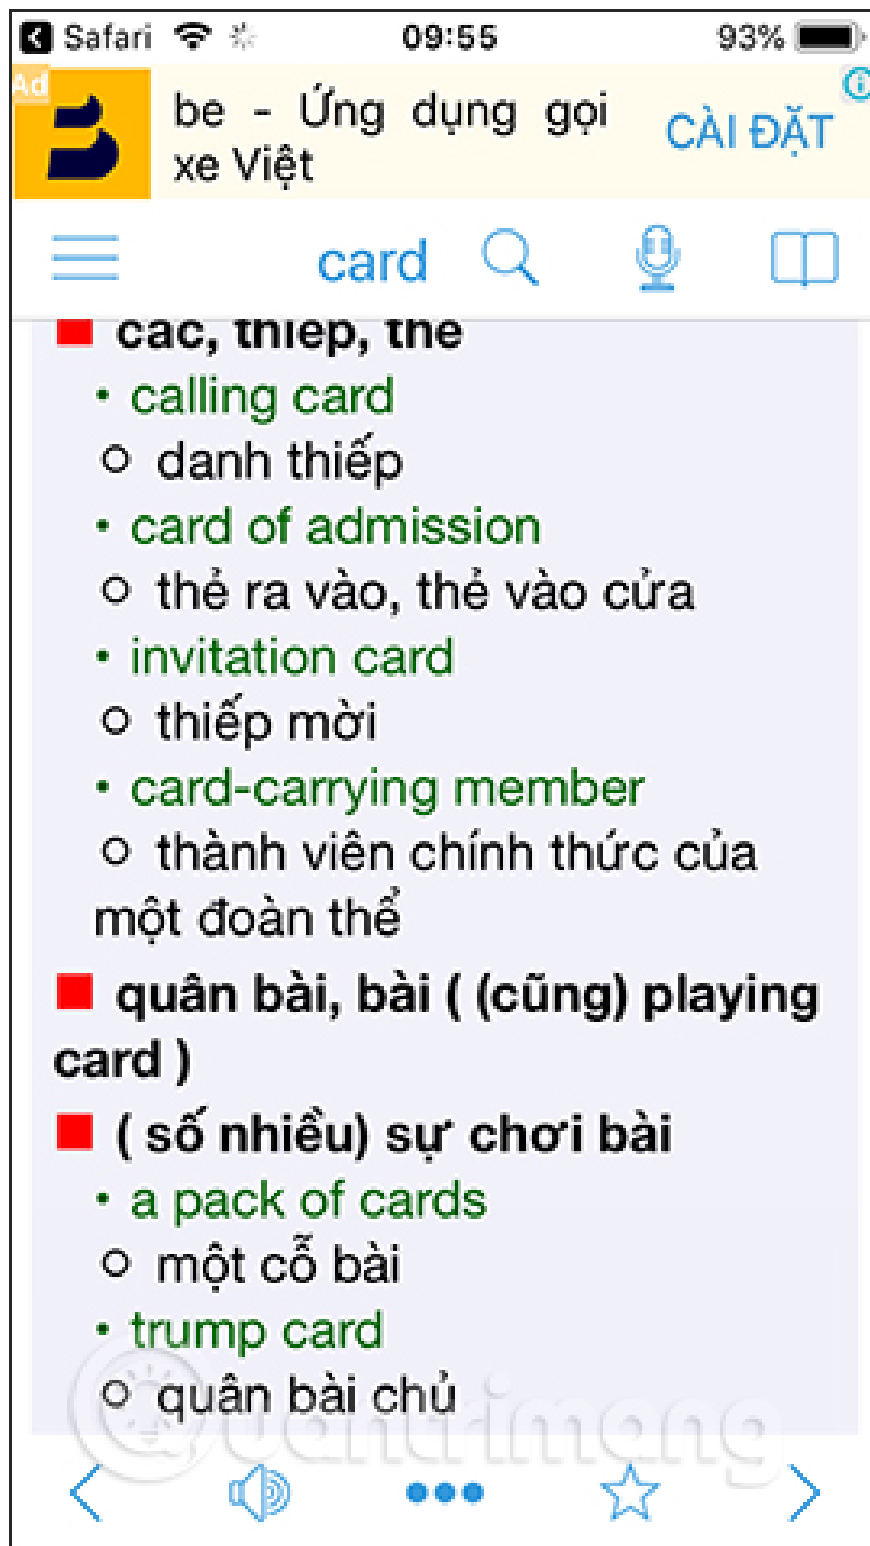 Safari 09:55 93%
Ad
be - Ứng dụng gọi
xe Việt
CÀI ĐẶT
card
các, thiếp, thẻ
• calling card
danh thiếp
• card of admission
thẻ ra vào, thẻ vào cửa
• invitation card
thiếp mời
• card-carrying member
thành viên chính thức của
một đoàn thể
quân bài, bài ( (cũng) playing
card )
( số nhiều) sự chơi bài
• a pack of cards
một cỗ bài
• trump card
quân bài chủ
Quantrimang